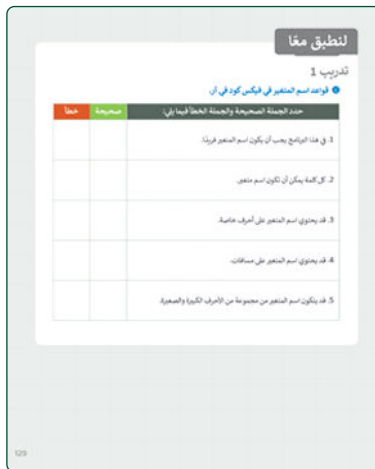 لنطبق معًا
تدريب 1
قواعد اسم المتغير في فيكس كود في آر.
حدد الجملة الصحيحة والجملة الخطأ فيما يلي: صحيحة خطأ
1. في هذا البرنامج يجب أن يكون اسم المتغير فريدًا.
2. كل كلمة يمكن أن تكون اسم متغير.
3. قد يحتوي اسم المتغير على أحرف خاصة.
4. قد يحتوي اسم المتغير على مسافات.
5. قد يتكون اسم المتغير من مجموعة من الأحرف الكبيرة والصغيرة.
129